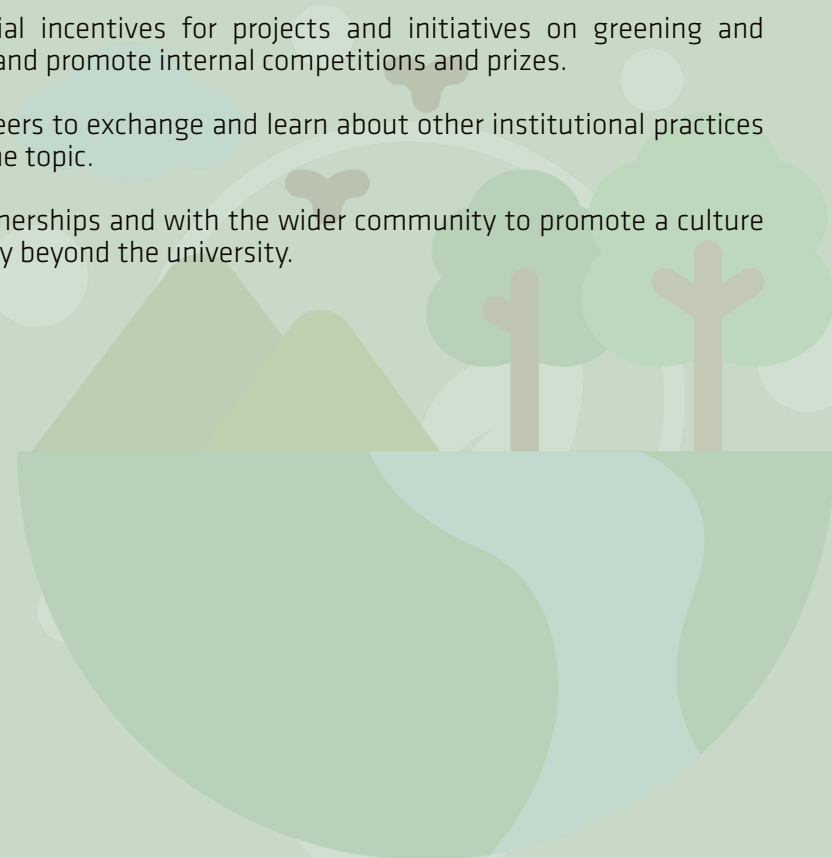 ial incentives for projects and initiatives on greening and
and promote internal competitions and prizes.
eers to exchange and learn about other institutional practices
e topic.
nerships and with the wider community to promote a culture
y beyond the university.